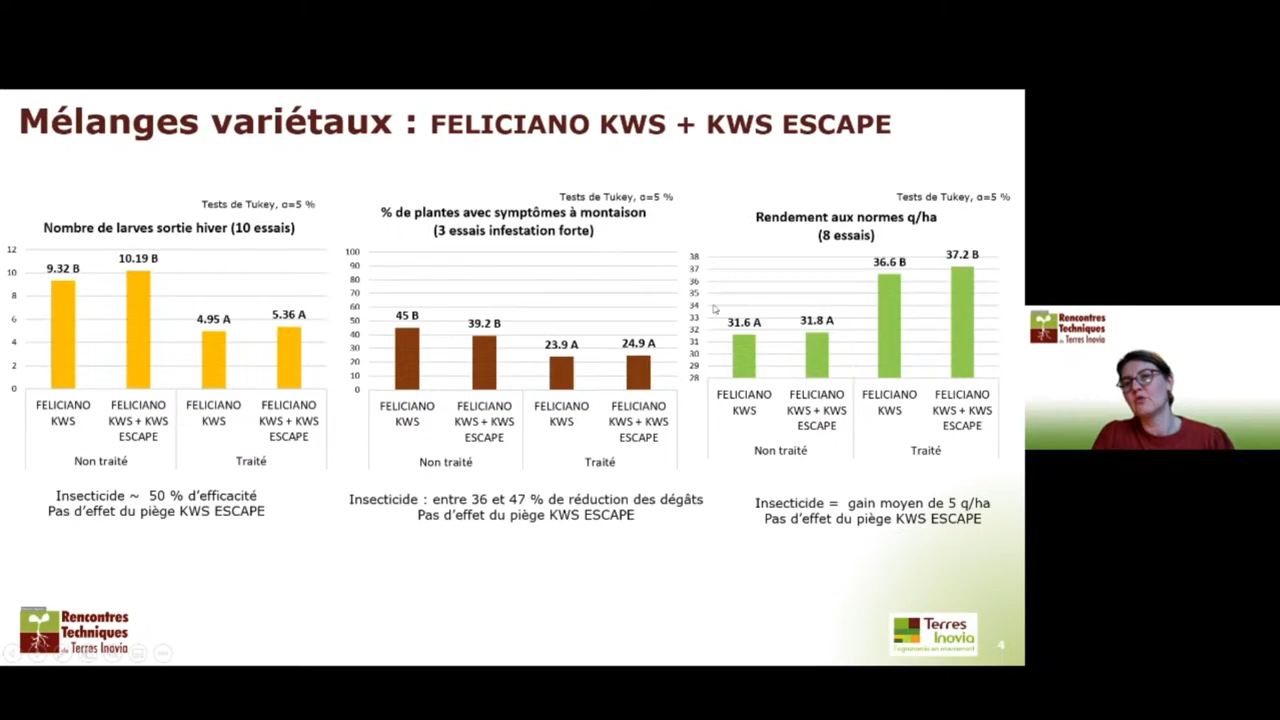 Mélanges variétaux : FELICIANO KWS + KWS ESCAPE
Tests de Tukey, α=5 %
Nombre de larves sortie hiver (10 essais)
12
10
8
6
4
2
0
9.32 B
10.19 B
4.95 A
5.36 A
FELICIANO
KWS
FELICIANO
KWS + KWS
ESCAPE
FELICIANO
KWS
FELICIANO
KWS + KWS
ESCAPE
Non traité
Traité
Insecticide ~ 50 % d'efficacité
Pas d'effet du piège KWS ESCAPE
Tests de Tukey, α=5 %
% de plantes avec symptômes à montaison
(3 essais infestation forte)
100
90
80
70
60
50
40
30
20
10
0
45 B
39.2 B
23.9 A
24.9 A
FELICIANO
KWS
FELICIANO
KWS + KWS
ESCAPE
FELICIANO
KWS
FELICIANO
KWS + KWS
ESCAPE
Non traité
Traité
Insecticide : entre 36 et 47 % de réduction des dégâts
Pas d'effet du piège KWS ESCAPE
Tests de Tukey, α=5 %
Rendement aux normes q/ha
(8 essais)
38
37
36
35
34
33
32
31
30
29
28
31.6 A
31.8 A
36.6 B
37.2 B
FELICIANO
KWS
FELICIANO
KWS + KWS
ESCAPE
FELICIANO
KWS
FELICIANO
KWS + KWS
ESCAPE
Non traité
Traité
Insecticide = gain moyen de 5 q/ha
Pas d'effet du piège KWS ESCAPE
Rencontres
Techniques
de Terres Inovia
Terres
Inovia
l'agronomie en mouvement
4
Rencontres
Techniques
de Terres Inovia